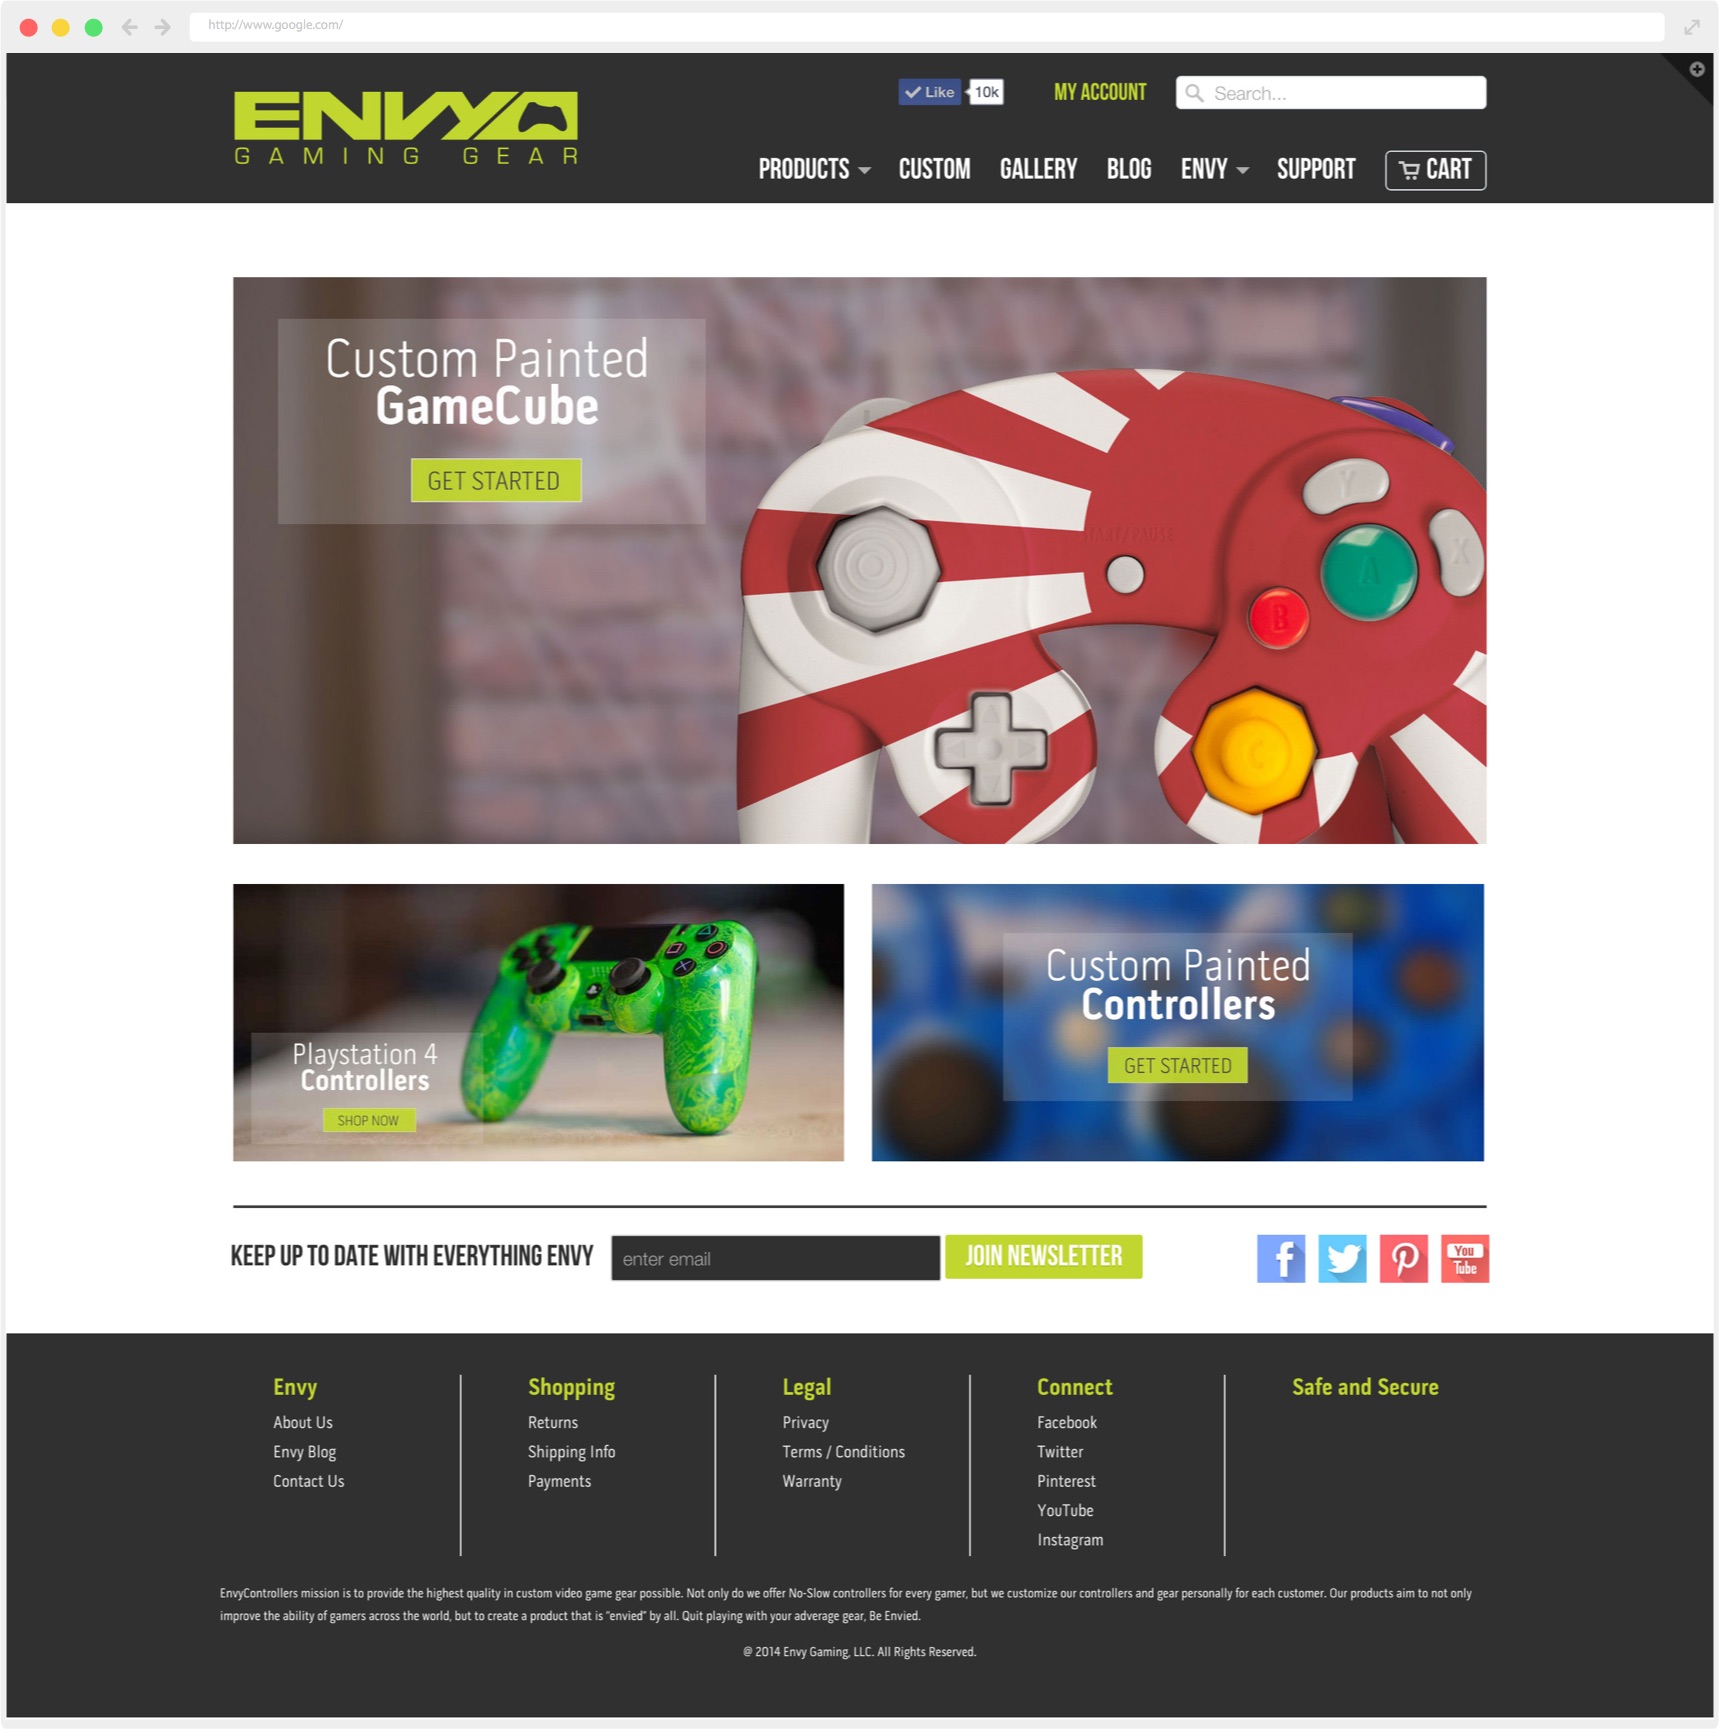 http://www.google.com/
ENVY
GAMING GEAR
Like
10k
MY ACCOUNT
Search...
PRODUCTS
CUSTOM
GALLERY
BLOG
ENVY
SUPPORT
CART
Custom Painted
GameCube
GET STARTED
START/PAUSE
Y
X
A
B
C
Playstation 4
Controllers
SHOP NOW
Custom Painted
Controllers
GET STARTED
KEEP UP TO DATE WITH EVERYTHING ENVY
enter email
JOIN NEWSLETTER
You
Tube
Envy
About Us
Envy Blog
Contact Us
Shopping
Returns
Shipping Info
Payments
Legal
Privacy
Terms / Conditions
Warranty
Connect
Facebook
Twitter
Pinterest
YouTube
Instagram
Safe and Secure
EnvyControllers mission is to provide the highest quality in custom video game gear possible. Not only do we offer No-Slow controllers for every gamer, but we customize our controllers and gear personally for each customer. Our products aim to not only
improve the ability of gamers across the world, but to create a product that is "envied" by all. Quit playing with your adverage gear, Be Envied.
@ 2014 Envy Gaming, LLC. All Rights Reserved.